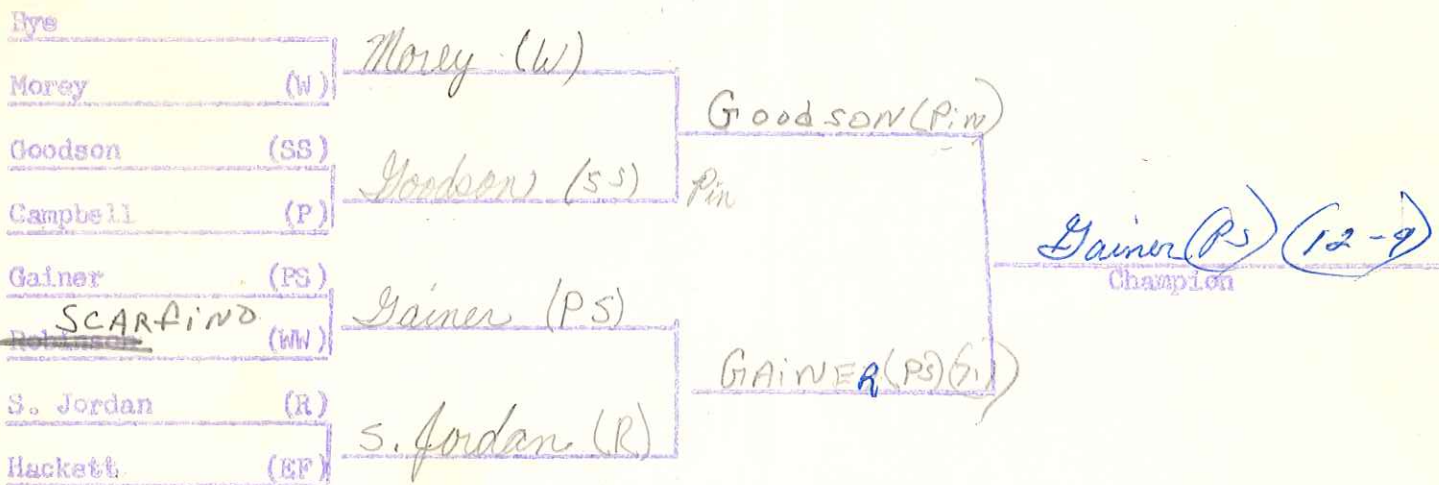 Bye
Morey (W)
Goodson (SS)
Campbell (P)
Gainer (PS)
SCARFINO
Robinson (WW)
S. Jordan (R)
Hackett (EF)
Morey (W)
Goodson (SS)
Pin
Gainer (PS)
S. Jordan (R)
Goodson (Pin)
GAINER (PS)
Gainer (PS) (12-9)
Champion